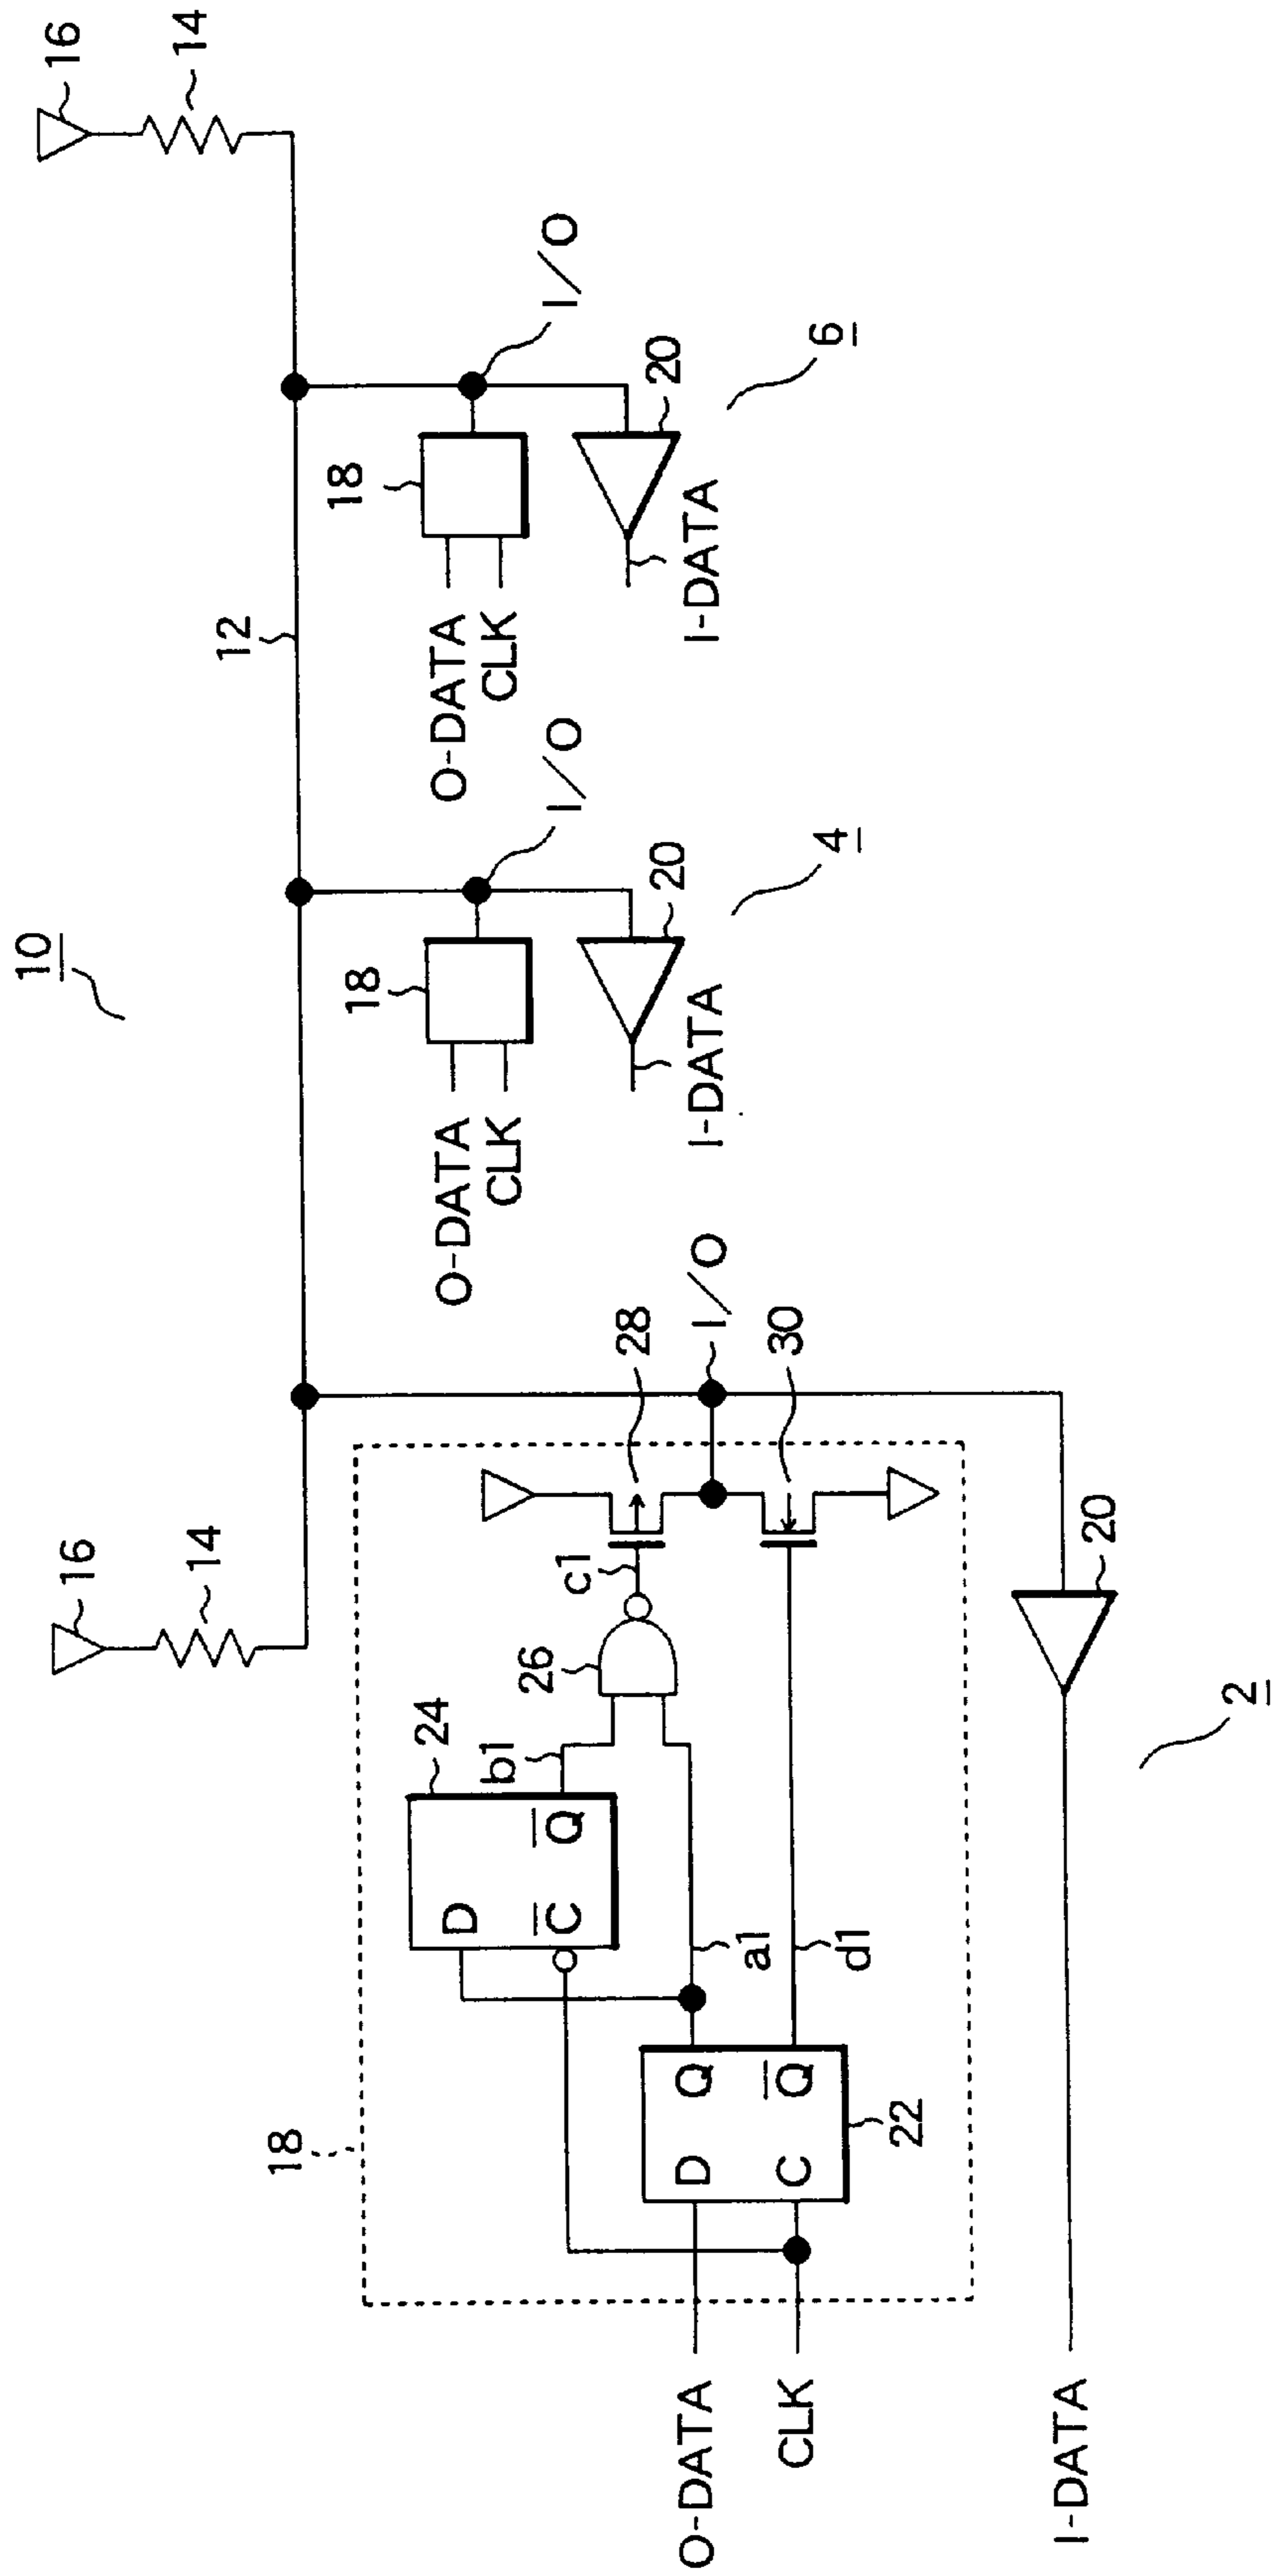 10
16
14
12
16
14
18
24
D
C
Q
b1
26
c1
28
I/O
30
a1
d1
D
Q
C
Q
22
O-DATA
CLK
I-DATA
20
2
18
O-DATA
CLK
I/O
20
I-DATA
4
18
O-DATA
CLK
I/O
20
I-DATA
6